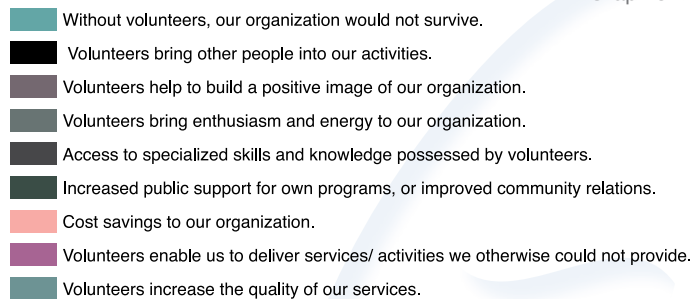 Without volunteers, our organization would not survive.
Volunteers bring other people into our activities.
Volunteers help to build a positive image of our organization.
Volunteers bring enthusiasm and energy to our organization.
Access to specialized skills and knowledge possessed by volunteers.
Increased public support for own programs, or improved community relations.
Cost savings to our organization.
Volunteers enable us to deliver services/ activities we otherwise could not provide.
Volunteers increase the quality of our services.